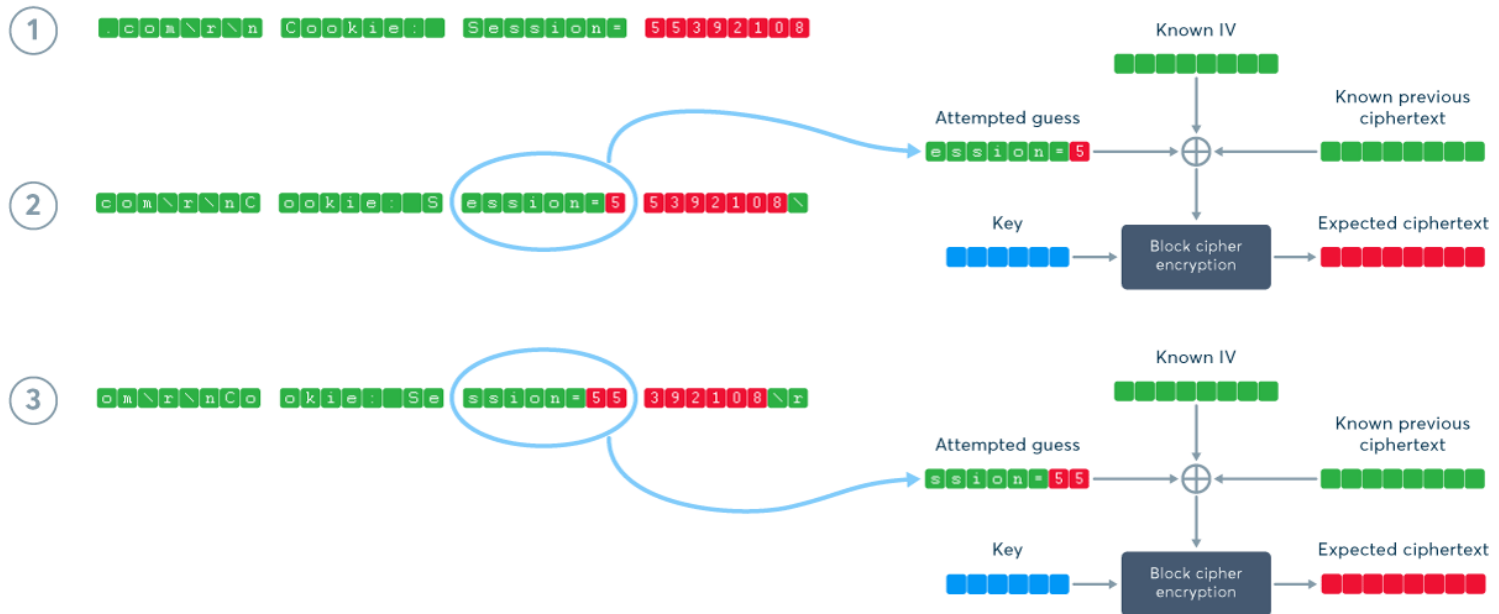 1
.com\r\n Cookie: Session= 55392108
Known IV
Attempted guess
Known previous
ciphertext
ession=5
2
com\r\nC ookie: S ession=5 5392108\
Key
Block cipher
encryption
Expected ciphertext
3
om\r\nCo okie: Se ssion=55 392108\r
Known IV
Attempted guess
Known previous
ciphertext
ssion=55
Key
Block cipher
encryption
Expected ciphertext